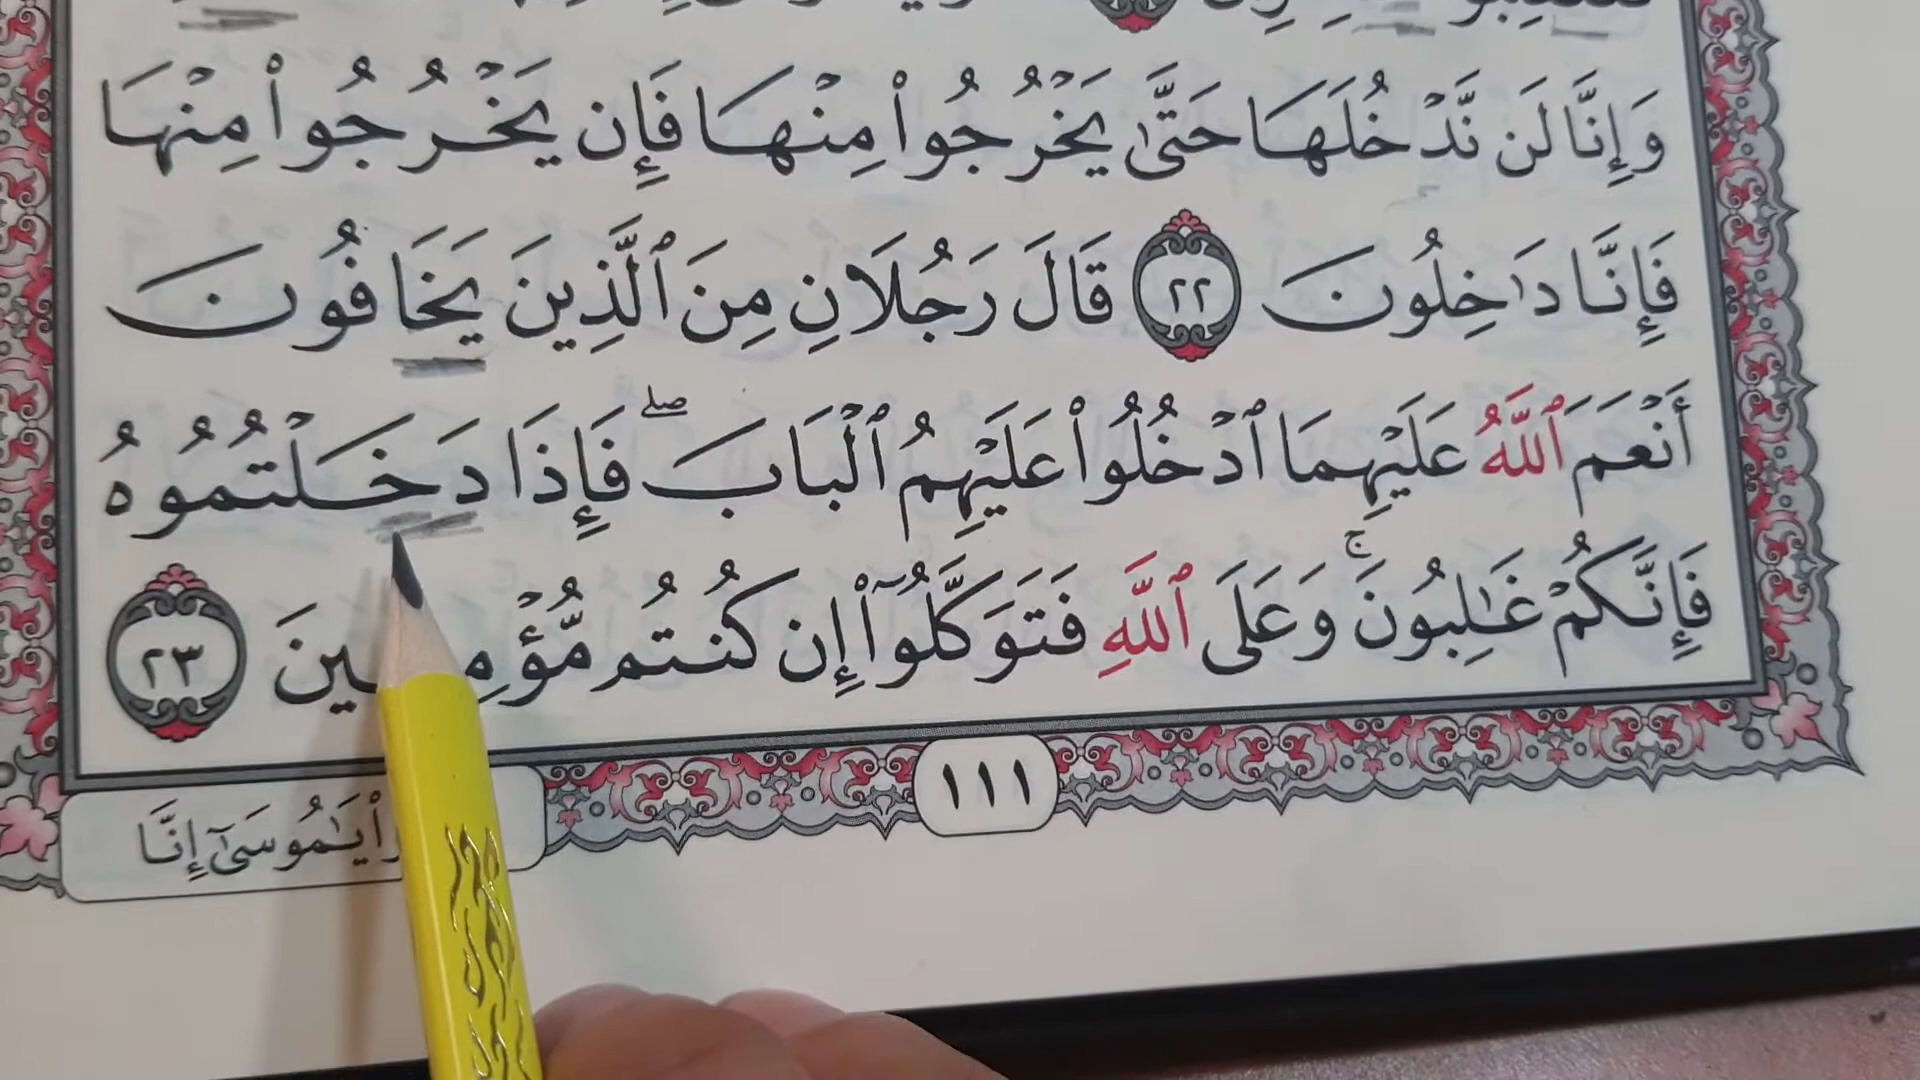 وَإِنَّا لَن نَّدْخُلَهَا حَتَّىٰ يَخْرُجُوا۟ مِنْهَا فَإِن يَخْرُجُوا۟ مِنْهَا
فَإِنَّا دَٰخِلُونَ ٢٢ قَالَ رَجُلَانِ مِنَ ٱلَّذِينَ يَخَافُونَ
أَنْعَمَ ٱللَّهُ عَلَيْهِمَا ٱدْخُلُوا۟ عَلَيْهِمُ ٱلْبَابَ ۖ فَإِذَا دَخَلْتُمُوهُ
فَإِنَّكُمْ غَٰلِبُونَ ۚ وَعَلَى ٱللَّهِ فَتَوَكَّلُوٓا۟ إِن كُنتُم مُّؤْمِنِينَ ٢٣
١١١
يَٰمُوسَىٰٓ إِنَّا